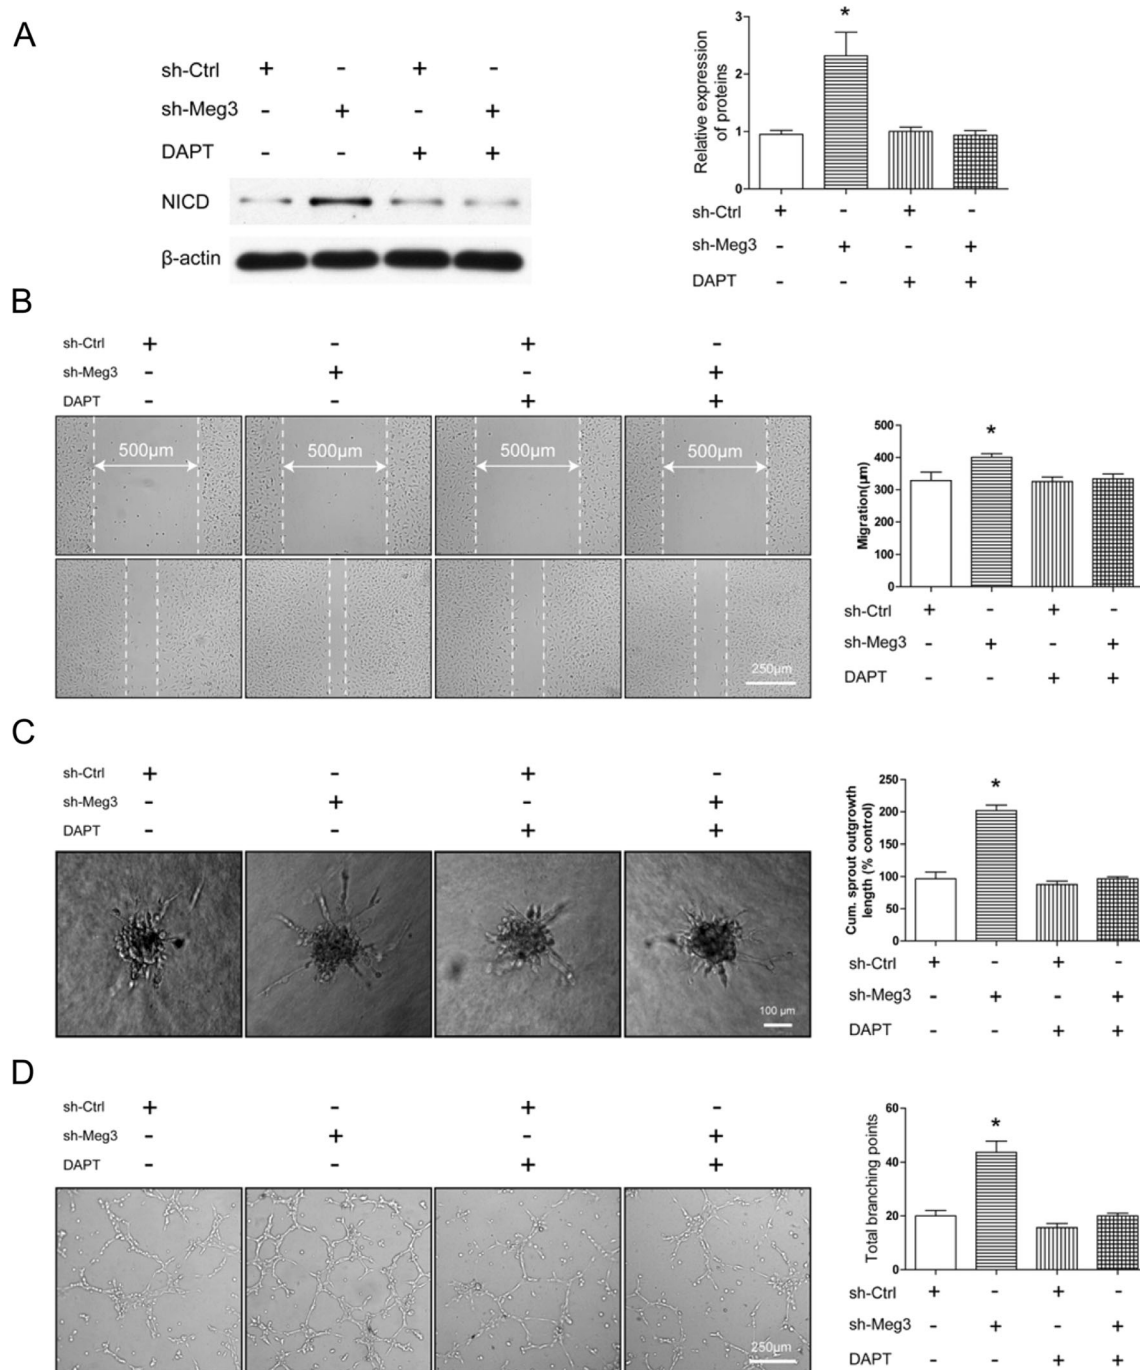 A
sh-Ctrl + - + -
sh-Meg3 - + - +
DAPT - - + +
NICD
β-actin
Relative expression
of proteins
3
2
1
0
*
sh-Ctrl + - + -
sh-Meg3 - + - +
DAPT - - + +
B
sh-Ctrl + - + -
sh-Meg3 - + - +
DAPT - - + +
500μm 500μm 500μm 500μm
250μm
Migration(μm)
500
400
300
200
100
0
*
sh-Ctrl + - + -
sh-Meg3 - + - +
DAPT - - + +
C
sh-Ctrl + - + -
sh-Meg3 - + - +
DAPT - - + +
100 μm
Cum. sprout outgrowth
length (% control)
250
200
150
100
50
0
*
sh-Ctrl + - + -
sh-Meg3 - + - +
DAPT - - + +
D
sh-Ctrl + - + -
sh-Meg3 - + - +
DAPT - - + +
250μm
Total branching points
60
40
20
0
*
sh-Ctrl + - + -
sh-Meg3 - + - +
DAPT - - + +